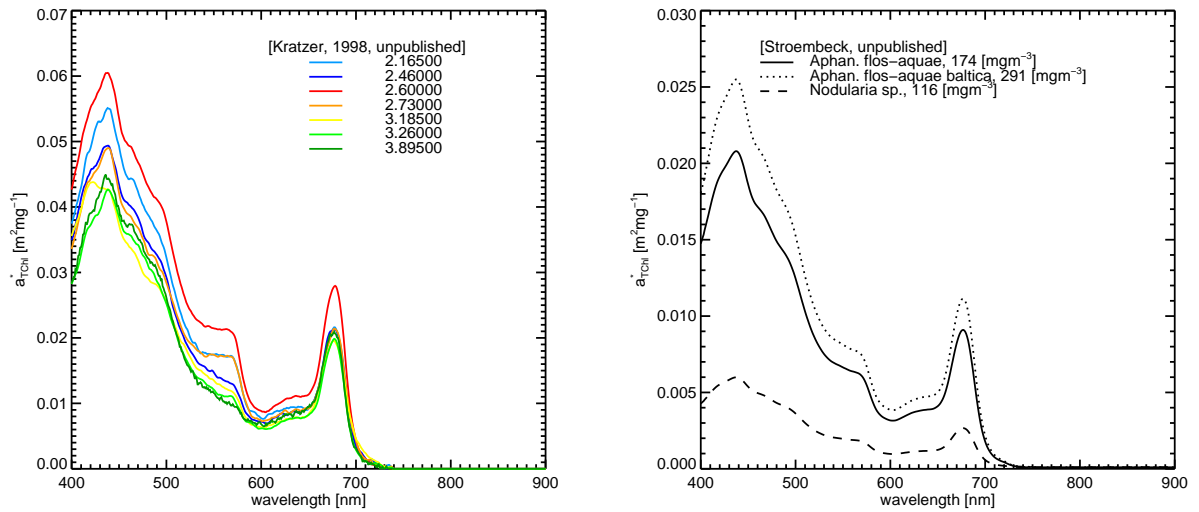 [Kratzer, 1998, unpublished]
2.16500
2.46000
2.60000
2.73000
3.18500
3.26000
3.89500
0.07
0.06
0.05
0.04
0.03
0.02
0.01
0.00
a*TChl [m²mg⁻¹]
400 500 600 700 800 900
wavelength [nm]
[Stroembeck, unpublished]
Aphan. flos−aquae, 174 [mgm⁻³]
Aphan. flos−aquae baltica, 291 [mgm⁻³]
Nodularia sp., 116 [mgm⁻³]
0.030
0.025
0.020
0.015
0.010
0.005
0.000
a*TChl [m²mg⁻¹]
400 500 600 700 800 900
wavelength [nm]